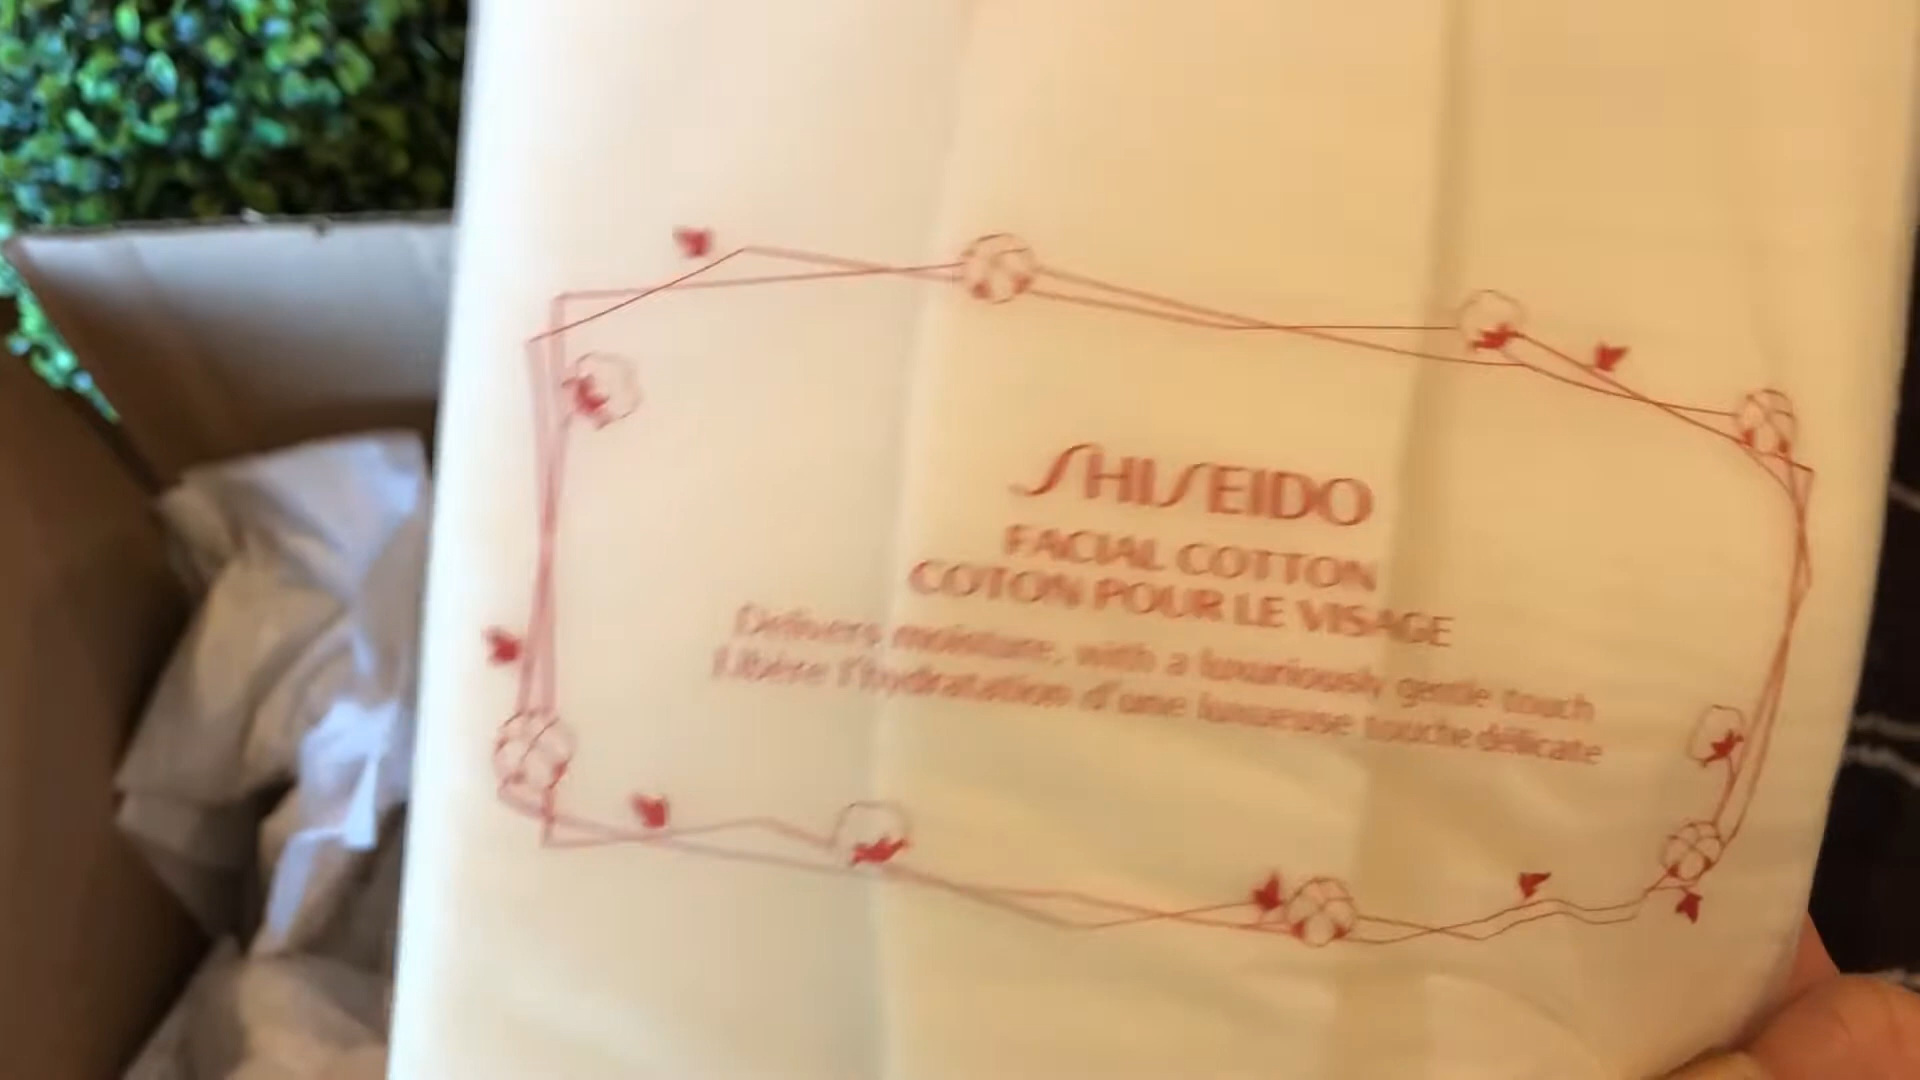 SHISEIDO
FACIAL COTTON
COTON POUR LE VISAGE
Delivers moisture, with a luxuriously gentle touch
Libère l'hydratation d'une luxueuse touche délicate